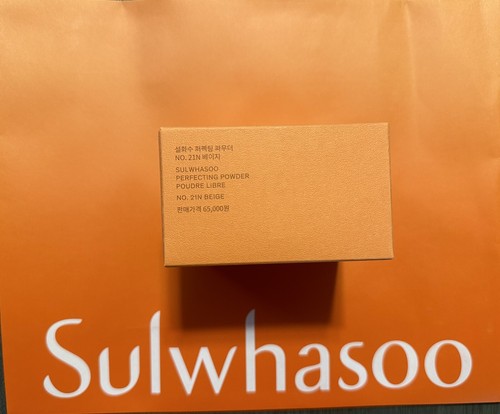 설화수 퍼펙팅 파우더
NO. 21N 베이지
SULWHASOO
PERFECTING POWDER
POUDRE LIBRE
NO. 21N BEIGE
판매가격 65,000원
Sulwhasoo